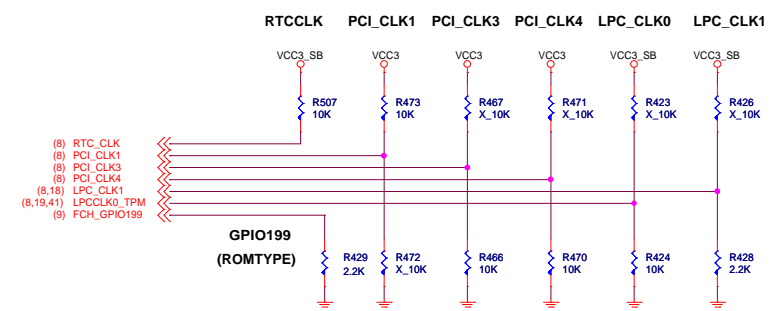 RTCCLK PCI_CLK1 PCI_CLK3 PCI_CLK4 LPC_CLK0 LPC_CLK1
VCC3_SB VCC3 VCC3 VCC3 VCC3_SB VCC3_SB
R507 R473 R467 R471 R423 R426
10K 10K X_10K X_10K X_10K X_10K
(8) RTC_CLK
(8) PCI_CLK1
(8) PCI_CLK3
(8) PCI_CLK4
(8,18) LPC_CLK1
(8,19,41) LPCCLK0_TPM
(9) FCH_GPIO199
GPIO199
(ROMTYPE)
R429 R472 R466 R470 R424 R428
2.2K X_10K 10K 10K 10K 2.2K